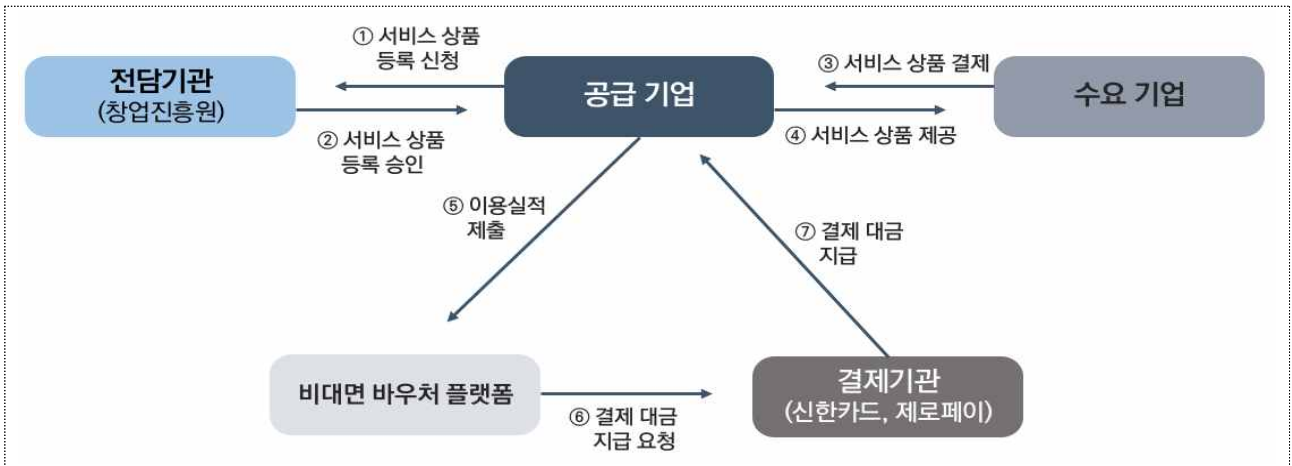 ① 서비스 상품
등록 신청
전담기관
(창업진흥원)
② 서비스 상품
등록 승인
공급 기업
③ 서비스 상품 결제
수요 기업
④ 서비스 상품 제공
⑤ 이용실적
제출
⑦ 결제 대금
지급
비대면 바우처 플랫폼
⑥ 결제 대금
지급 요청
결제기관
(신한카드, 제로페이)